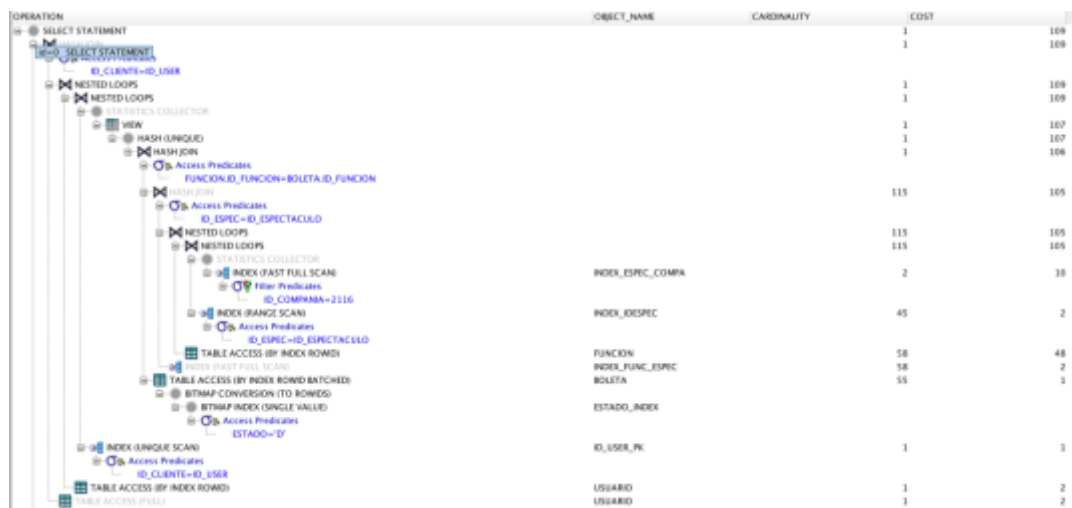 OPERATION OBJECT_NAME CARDINALITY COST
SELECT STATEMENT 1 109
HASH JOIN 1 109
id=0 SELECT STATEMENT
Access Predicates
ID_CLIENTE=ID_USER
NESTED LOOPS 1 109
NESTED LOOPS 1 109
STATISTICS COLLECTOR
VIEW 1 107
HASH (UNIQUE) 1 107
HASH JOIN 1 106
Access Predicates
FUNCION.ID_FUNCION=BOLETA.ID_FUNCION
HASH JOIN 115 105
Access Predicates
ID_ESPEC=ID_ESPECTACULO
NESTED LOOPS 115 105
NESTED LOOPS 115 105
STATISTICS COLLECTOR
INDEX (FAST FULL SCAN) INDEX_ESPEC_COMPA 2 10
Filter Predicates
ID_COMPANIA=2116
INDEX (RANGE SCAN) INDEX_IDESPEC 45 2
Access Predicates
ID_ESPEC=ID_ESPECTACULO
TABLE ACCESS (BY INDEX ROWID) FUNCION 58 48
INDEX (FAST FULL SCAN) INDEX_FUNC_ESPEC 58 2
TABLE ACCESS (BY INDEX ROWID BATCHED) BOLETA 55 1
BITMAP CONVERSION (TO ROWIDS)
BITMAP INDEX (SINGLE VALUE) ESTADO_INDEX
Access Predicates
ESTADO='D'
INDEX (UNIQUE SCAN) ID_USER_PK 1 1
Access Predicates
ID_CLIENTE=ID_USER
TABLE ACCESS (BY INDEX ROWID) USUARIO 1 2
TABLE ACCESS (FULL) USUARIO 1 2